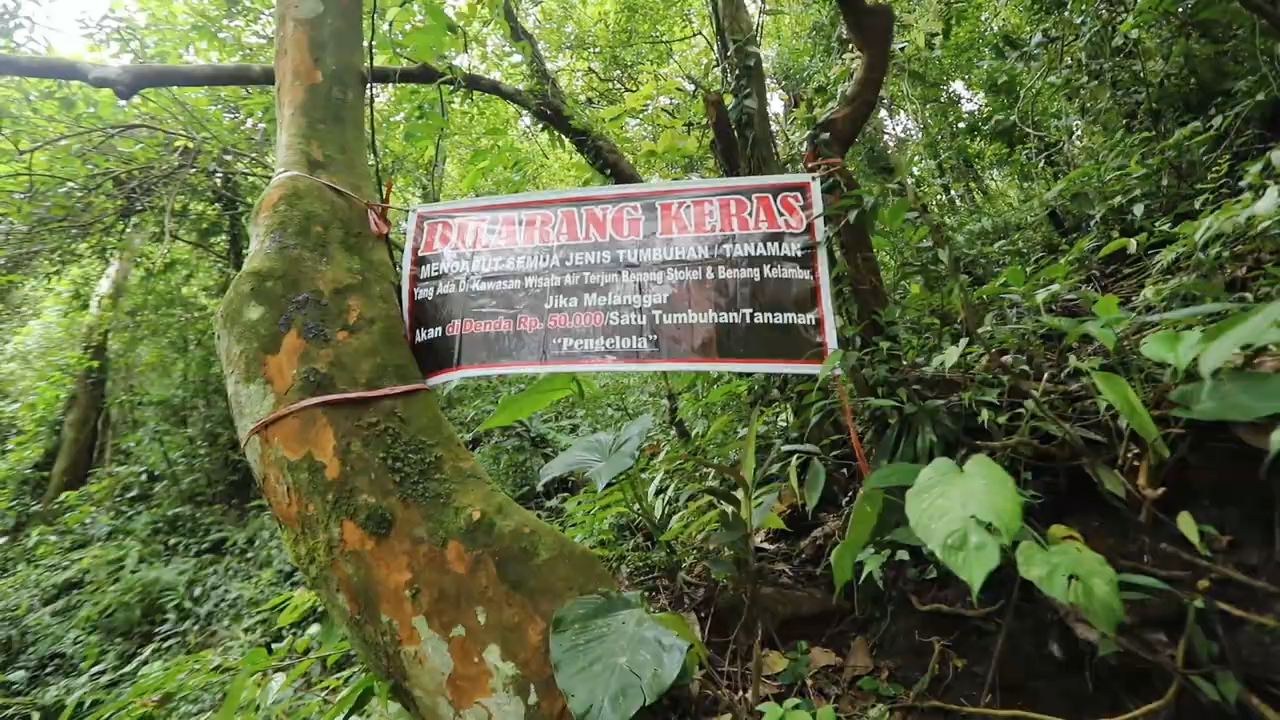 DILARANG KERAS
MENCABUT SEMUA JENIS TUMBUHAN / TANAMAN
Yang Ada Di Kawasan Wisata Air Terjun Benang Stokel & Benang Kelambu,
Jika Melanggar
Akan di Denda Rp. 50.000/Satu Tumbuhan/Tanaman
“Pengelola”